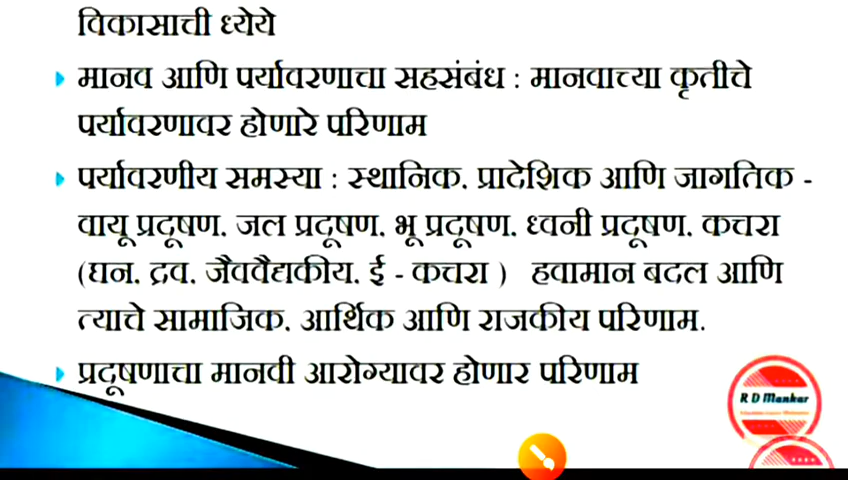 विकासाची ध्येये
मानव आणि पर्यावरणाचा सहसंबंध : मानवाच्या कृतीचे
पर्यावरणावर होणारे परिणाम
पर्यावरणीय समस्या : स्थानिक, प्रादेशिक आणि जागतिक -
वायू प्रदूषण, जल प्रदूषण, भू प्रदूषण, ध्वनी प्रदूषण, कचरा
(घन, द्रव, जैववैद्यकीय, ई - कचरा ) हवामान बदल आणि
त्याचे सामाजिक, आर्थिक आणि राजकीय परिणाम.
प्रदूषणाचा मानवी आरोग्यावर होणार परिणाम
R D Mankar